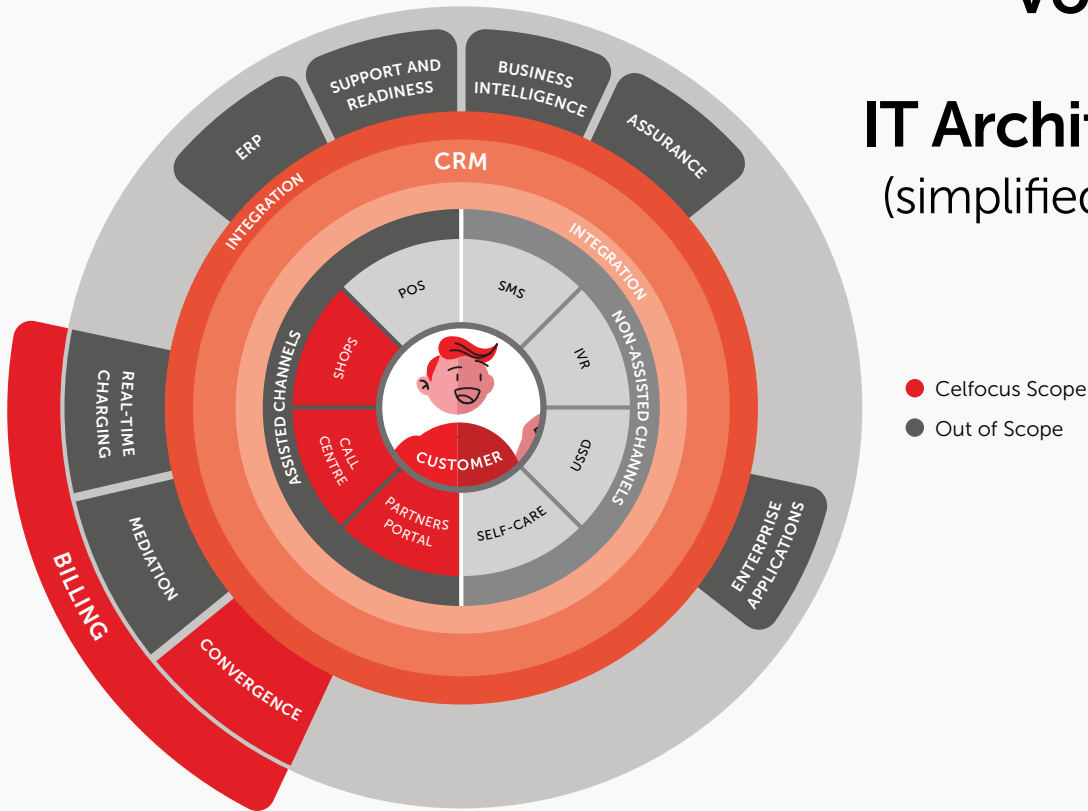 IT Archi
(simplified
SUPPORT AND
READINESS
BUSINESS
INTELLIGENCE
ERP
ASSURANCE
CRM
INTEGRATION
INTEGRATION
POS
SMS
SHOPS
IVR
ASSISTED CHANNELS
NON-ASSISTED CHANNELS
CALL
CENTRE
USSD
PARTNERS
PORTAL
SELF-CARE
CUSTOMER
REAL-TIME
CHARGING
MEDIATION
CONVERGENCE
BILLING
ENTERPRISE
APPLICATIONS
Celfocus Scope
Out of Scope